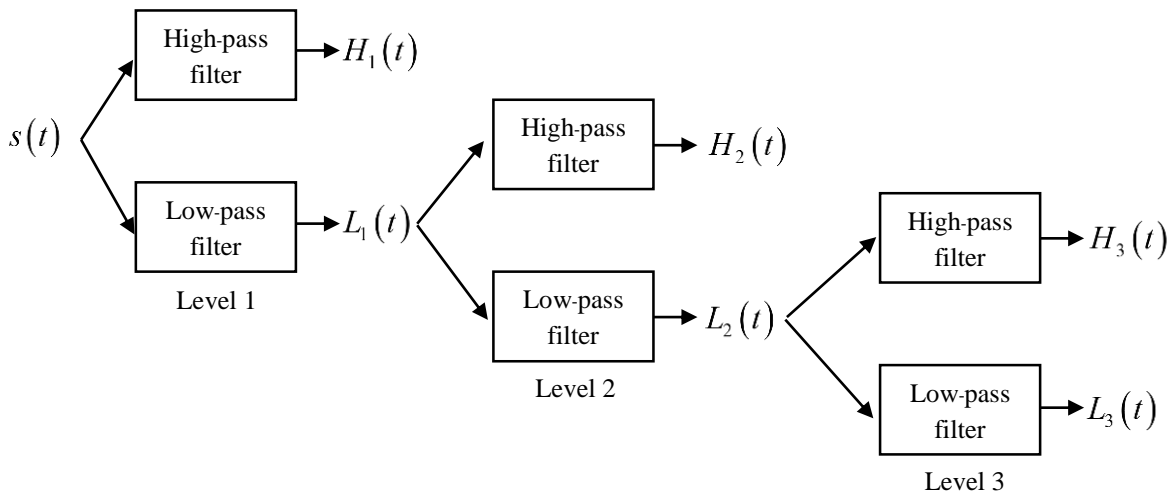 High-pass
filter
H₁(t)
s(t)
Low-pass
filter
L₁(t)
Level 1
High-pass
filter
H₂(t)
Low-pass
filter
L₂(t)
Level 2
High-pass
filter
H₃(t)
Low-pass
filter
L₃(t)
Level 3